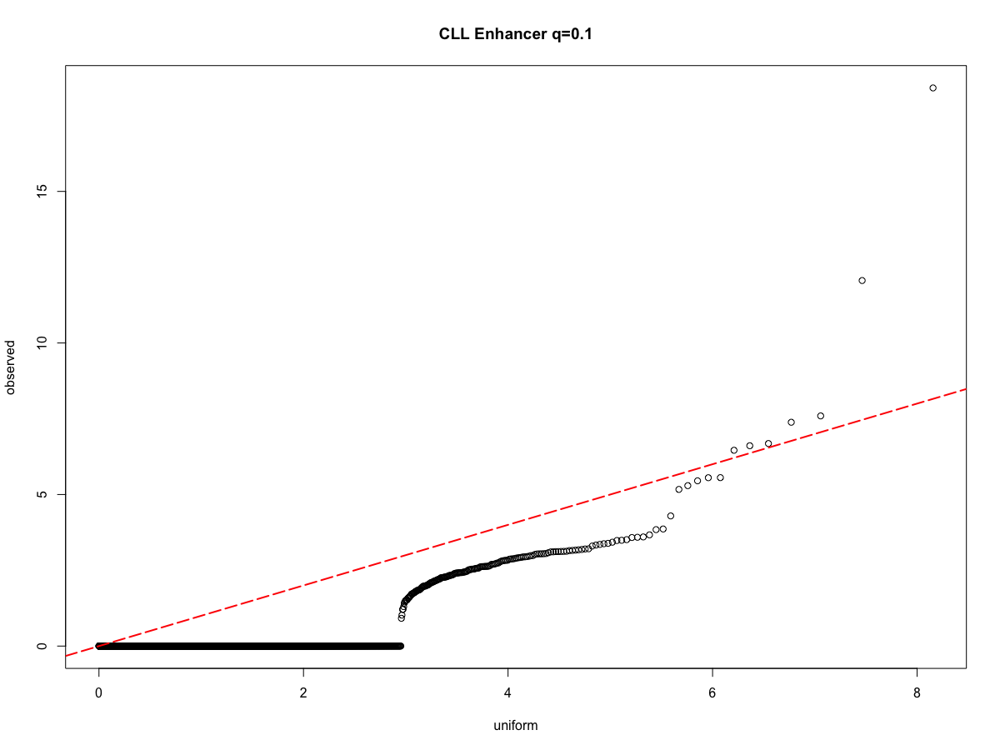 CLL Enhancer q=0.1
observed
15
10
5
0
0 2 4 6 8
uniform